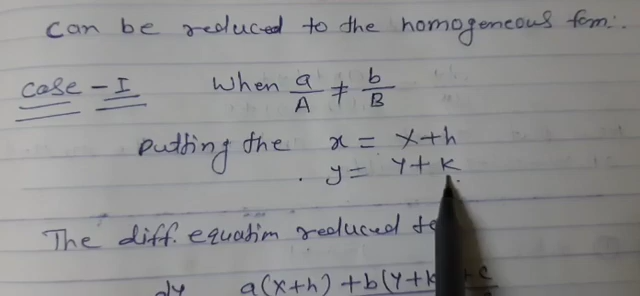 can be reduced to the homogeneous form:
Case - I When a/A ≠ b/B
putting the x = X+h
y = Y+k
The diff. equation reduced to
dy a(X+h) + b(Y+k)+c